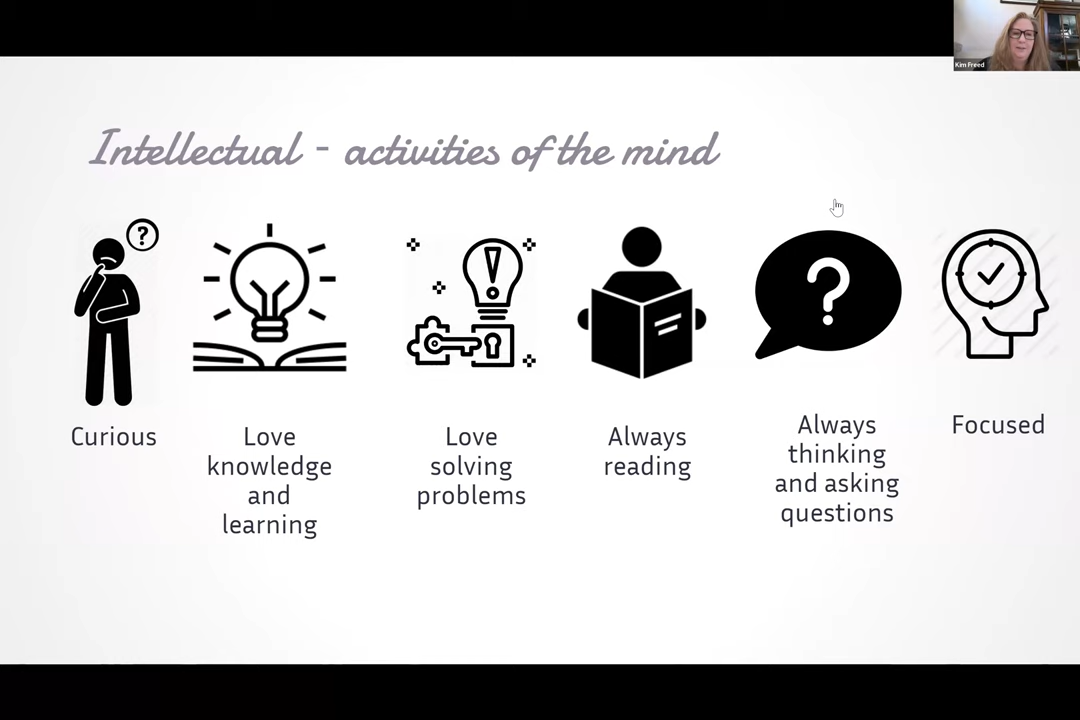 Kim Freed
Intellectual - activities of the mind
?
Curious
Love
knowledge
and
learning
!
Love
solving
problems
Always
reading
?
Always
thinking
and asking
questions
Focused